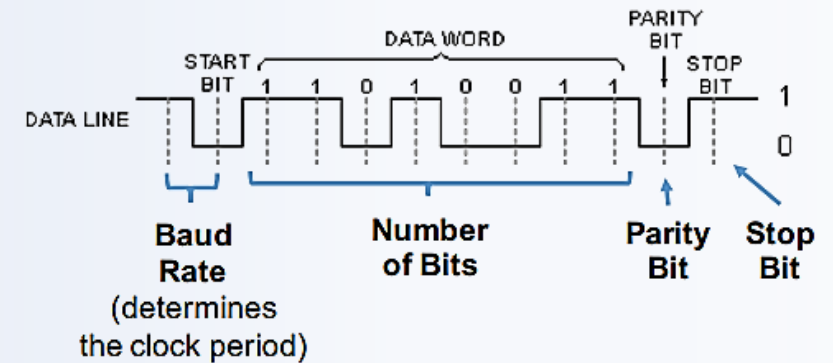 PARITY
BIT
DATA WORD
START
BIT
STOP
BIT
1 1 0 1 0 0 1 1
1
DATA LINE
0
Baud
Rate
(determines
the clock period)
Number
of Bits
Parity
Bit
Stop
Bit